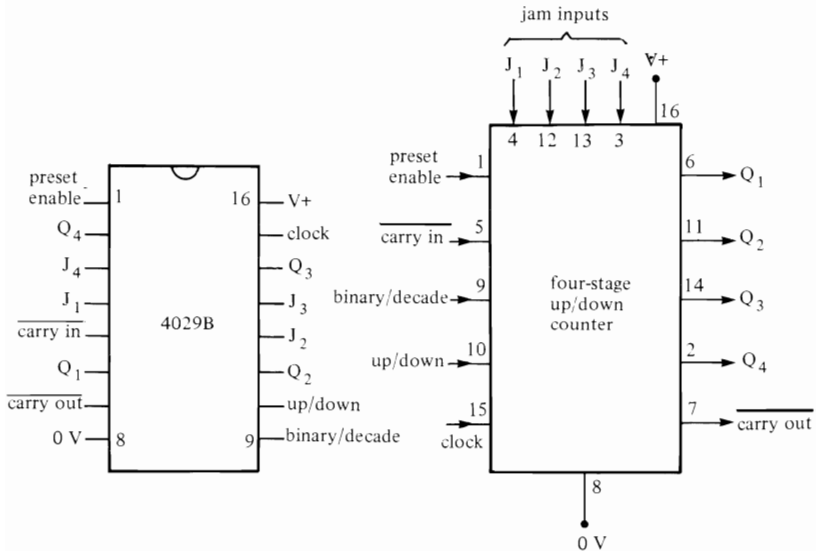 jam inputs
J1 J2 J3 J4 V+
16
4 12 13 3
preset
enable
1 16 V+
Q4 clock
J4 Q3
J1 J3
carry in J2
4029B
Q1 Q2
carry out up/down
0 V 8 9 binary/decade
preset
enable
1 6 Q1
carry in 5 11 Q2
binary/decade 9 14 Q3
four-stage
up/down
counter
up/down 10 2 Q4
15 7 carry out
clock
8
0 V